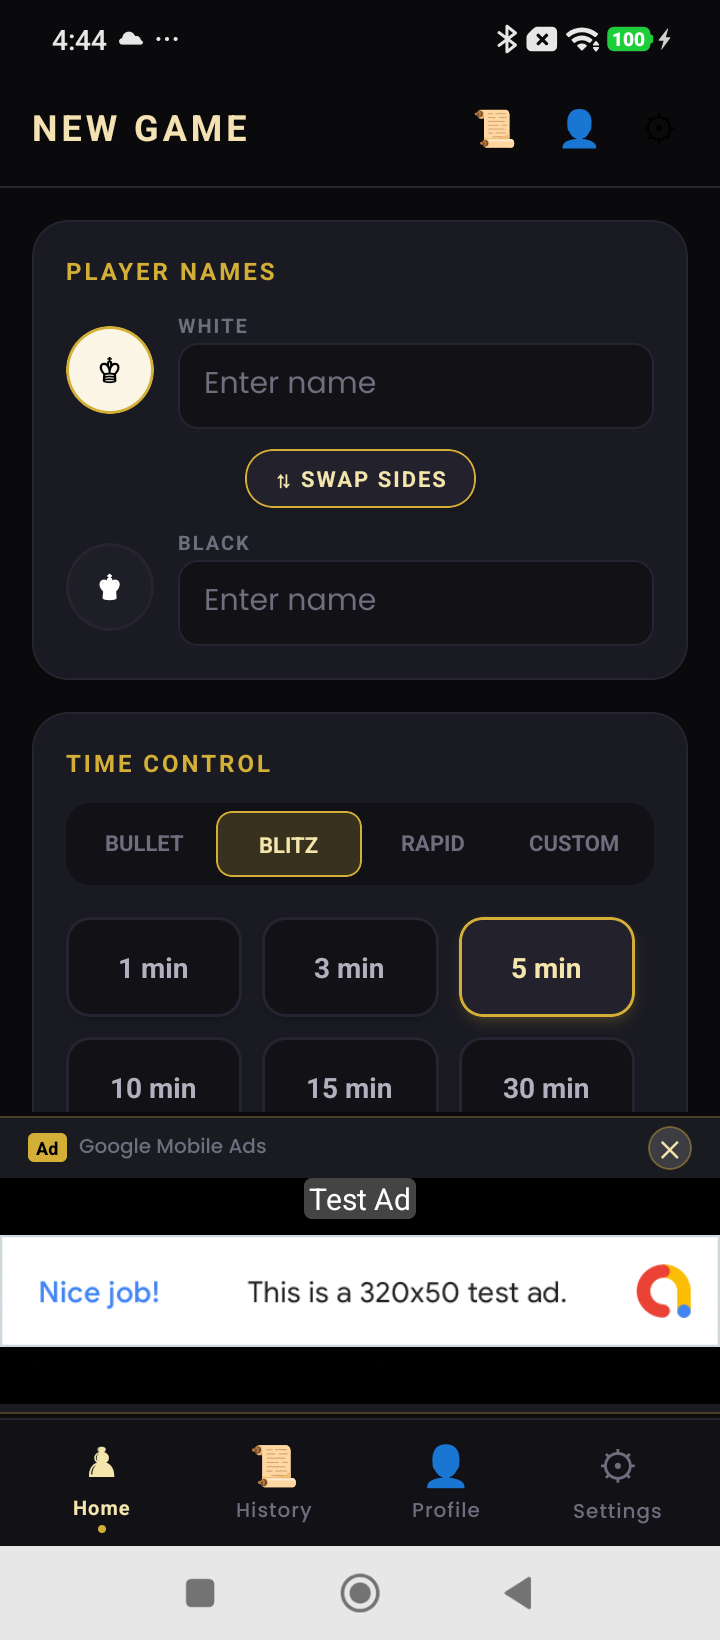 4:44
100
NEW GAME
PLAYER NAMES
WHITE
Enter name
⇅ SWAP SIDES
BLACK
Enter name
TIME CONTROL
BULLET BLITZ RAPID CUSTOM
1 min 3 min 5 min
10 min 15 min 30 min
Ad Google Mobile Ads
Test Ad
Nice job! This is a 320x50 test ad.
Home History Profile Settings